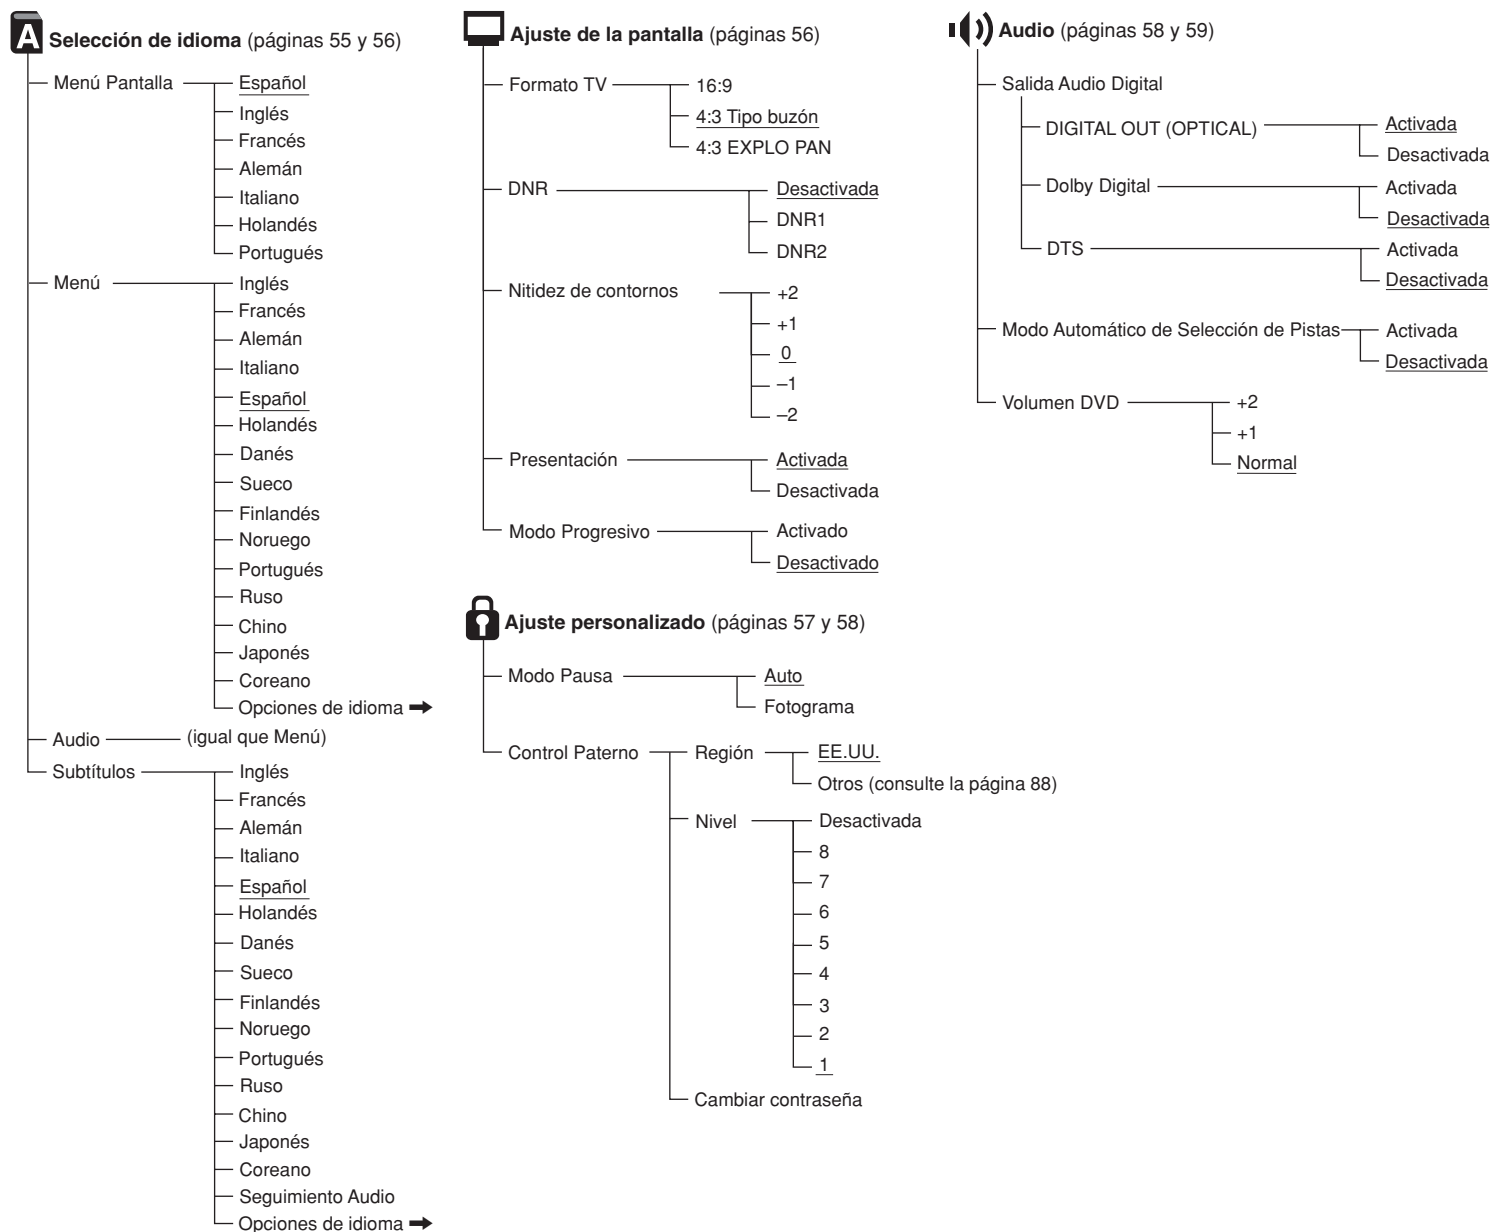 A Selección de idioma (páginas 55 y 56)
Menú Pantalla
Español
Inglés
Francés
Alemán
Italiano
Holandés
Portugués
Menú
Inglés
Francés
Alemán
Italiano
Español
Holandés
Danés
Sueco
Finlandés
Noruego
Portugués
Ruso
Chino
Japonés
Coreano
Opciones de idioma
Audio
(igual que Menú)
Subtítulos
Inglés
Francés
Alemán
Italiano
Español
Holandés
Danés
Sueco
Finlandés
Noruego
Portugués
Ruso
Chino
Japonés
Coreano
Seguimiento Audio
Opciones de idioma
Ajuste de la pantalla (páginas 56)
Formato TV
16:9
4:3 Tipo buzón
4:3 EXPLO PAN
DNR
Desactivada
DNR1
DNR2
Nitidez de contornos
+2
+1
0
–1
–2
Presentación
Activada
Desactivada
Modo Progresivo
Activado
Desactivado
Ajuste personalizado (páginas 57 y 58)
Modo Pausa
Auto
Fotograma
Control Paterno
Región
EE.UU.
Otros (consulte la página 88)
Nivel
Desactivada
8
7
6
5
4
3
2
1
Cambiar contraseña
Audio (páginas 58 y 59)
Salida Audio Digital
DIGITAL OUT (OPTICAL)
Activada
Desactivada
Dolby Digital
Activada
Desactivada
DTS
Activada
Desactivada
Modo Automático de Selección de Pistas
Activada
Desactivada
Volumen DVD
+2
+1
Normal